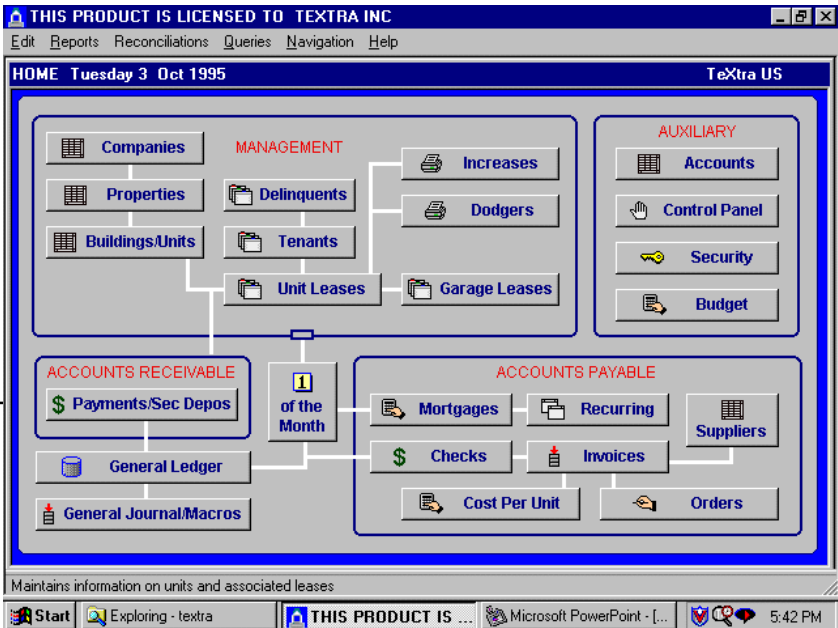 THIS PRODUCT IS LICENSED TO TEXTRA INC
Edit Reports Reconciliations Queries Navigation Help
HOME Tuesday 3 Oct 1995 TeXtra US
MANAGEMENT
Companies
Properties
Buildings/Units
Delinquents
Tenants
Unit Leases
Increases
Dodgers
Garage Leases
AUXILIARY
Accounts
Control Panel
Security
Budget
ACCOUNTS RECEIVABLE
$ Payments/Sec Depos
General Ledger
General Journal/Macros
1
of the
Month
ACCOUNTS PAYABLE
Mortgages
Recurring
Suppliers
$ Checks
Invoices
Cost Per Unit
Orders
Maintains information on units and associated leases
Start Exploring - textra THIS PRODUCT IS ... Microsoft PowerPoint - [... 5:42 PM